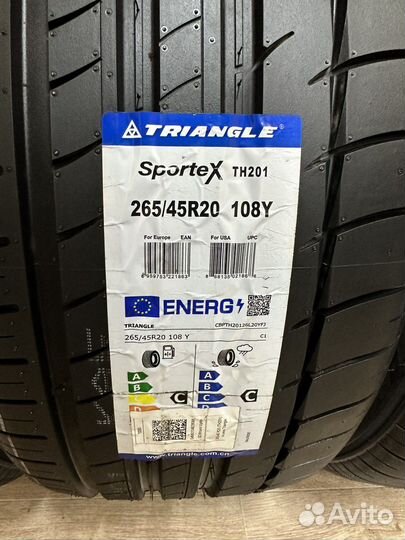 TRIANGLE
SporteX TH201
265/45R20 108Y
For Europe EAN For USA UPC
ENERG
TRIANGLE
265/45R20 108 Y C1
A
B
C
D
C
A
B
C
D
C
www.triangle.com.cn
Avito